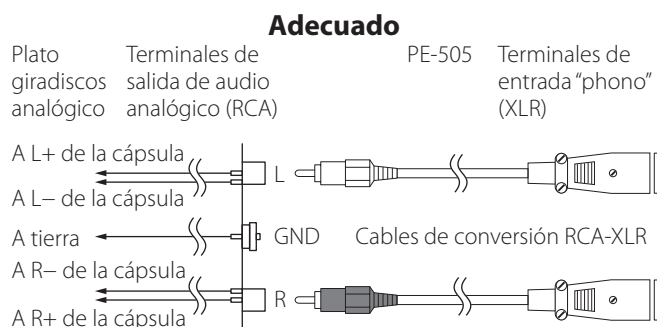 Adecuado
Plato
giradiscos
analógico
Terminales de
salida de audio
analógico (RCA)
PE-505
Terminales de
entrada “phono”
(XLR)
A L+ de la cápsula
L
A L− de la cápsula
A tierra
GND
Cables de conversión RCA-XLR
A R− de la cápsula
R
A R+ de la cápsula